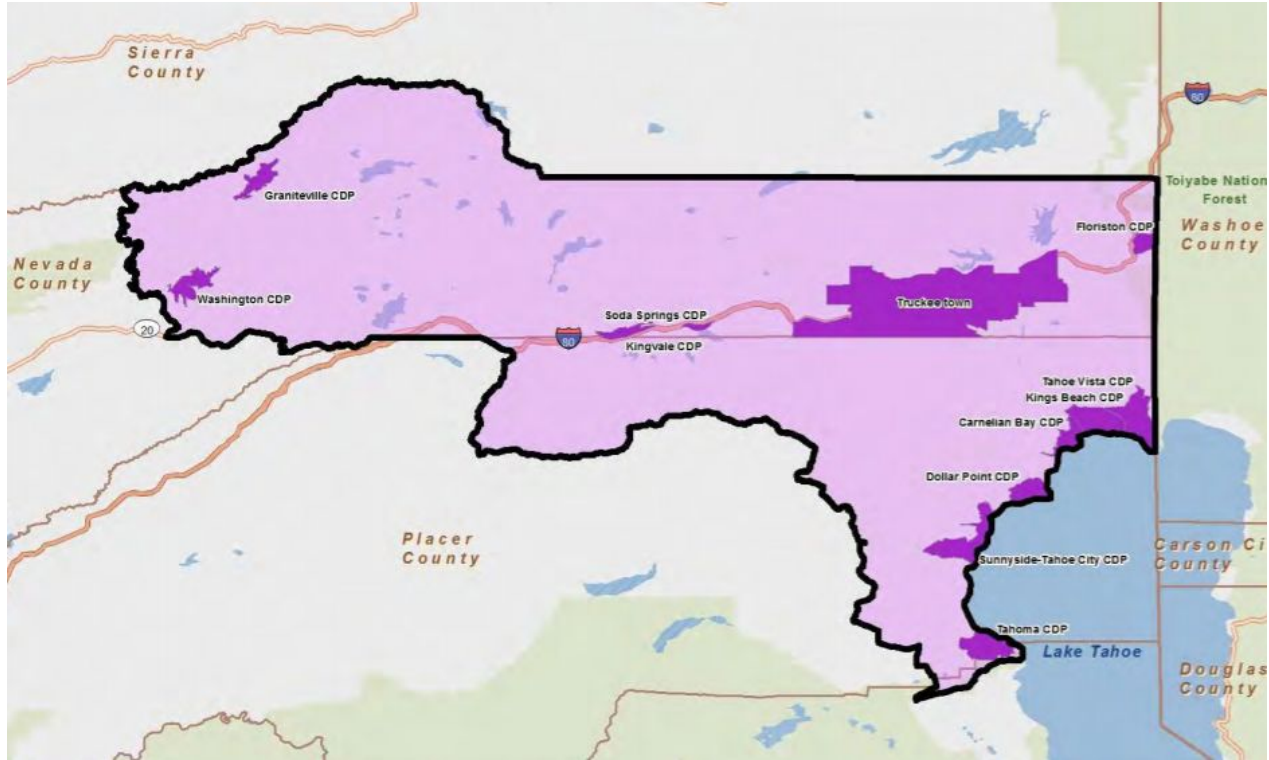 Sierra
County
80
Toiyabe Nation
Forest
Graniteville CDP
Floriston CDP
Washoe
County
Nevada
County
Washington CDP
Truckee town
Soda Springs CDP
20
80
Kingvale CDP
Tahoe Vista CDP
Kings Beach CDP
Carnelian Bay CDP
Dollar Point CDP
Placer
County
Carson Ci
County
Sunnyside-Tahoe City CDP
Tahoma CDP
Lake Tahoe
Douglas
County